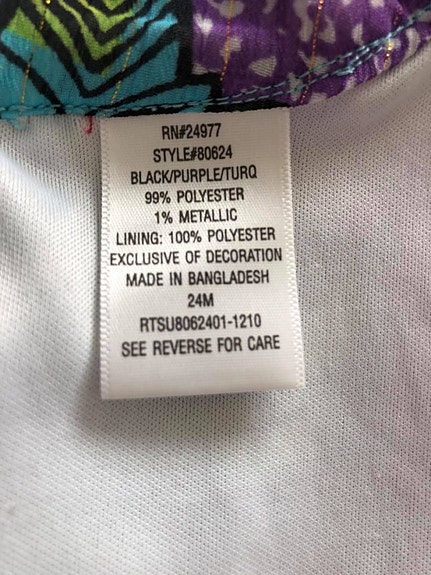 RN#24977
STYLE#80624
BLACK/PURPLE/TURQ
99% POLYESTER
1% METALLIC
LINING: 100% POLYESTER
EXCLUSIVE OF DECORATION
MADE IN BANGLADESH
24M
RTSU8062401-1210
SEE REVERSE FOR CARE